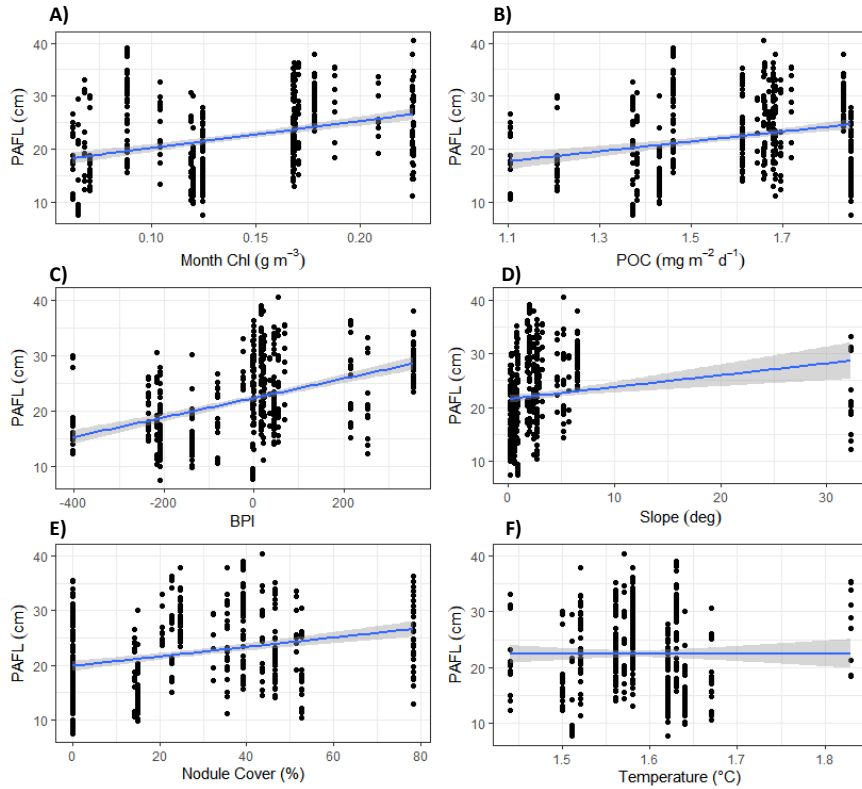 A)
B)
40
30
20
10
PAFL (cm)
0.10
0.15
0.20
Month Chl (g m⁻³)
40
30
20
10
PAFL (cm)
1.1
1.3
1.5
1.7
POC (mg m⁻² d⁻¹)
C)
D)
40
30
20
10
PAFL (cm)
-400
-200
0
200
BPI
40
30
20
10
PAFL (cm)
0
10
20
30
Slope (deg)
E)
F)
40
30
20
10
PAFL (cm)
0
20
40
60
80
Nodule Cover (%)
40
30
20
10
PAFL (cm)
1.5
1.6
1.7
1.8
Temperature (°C)